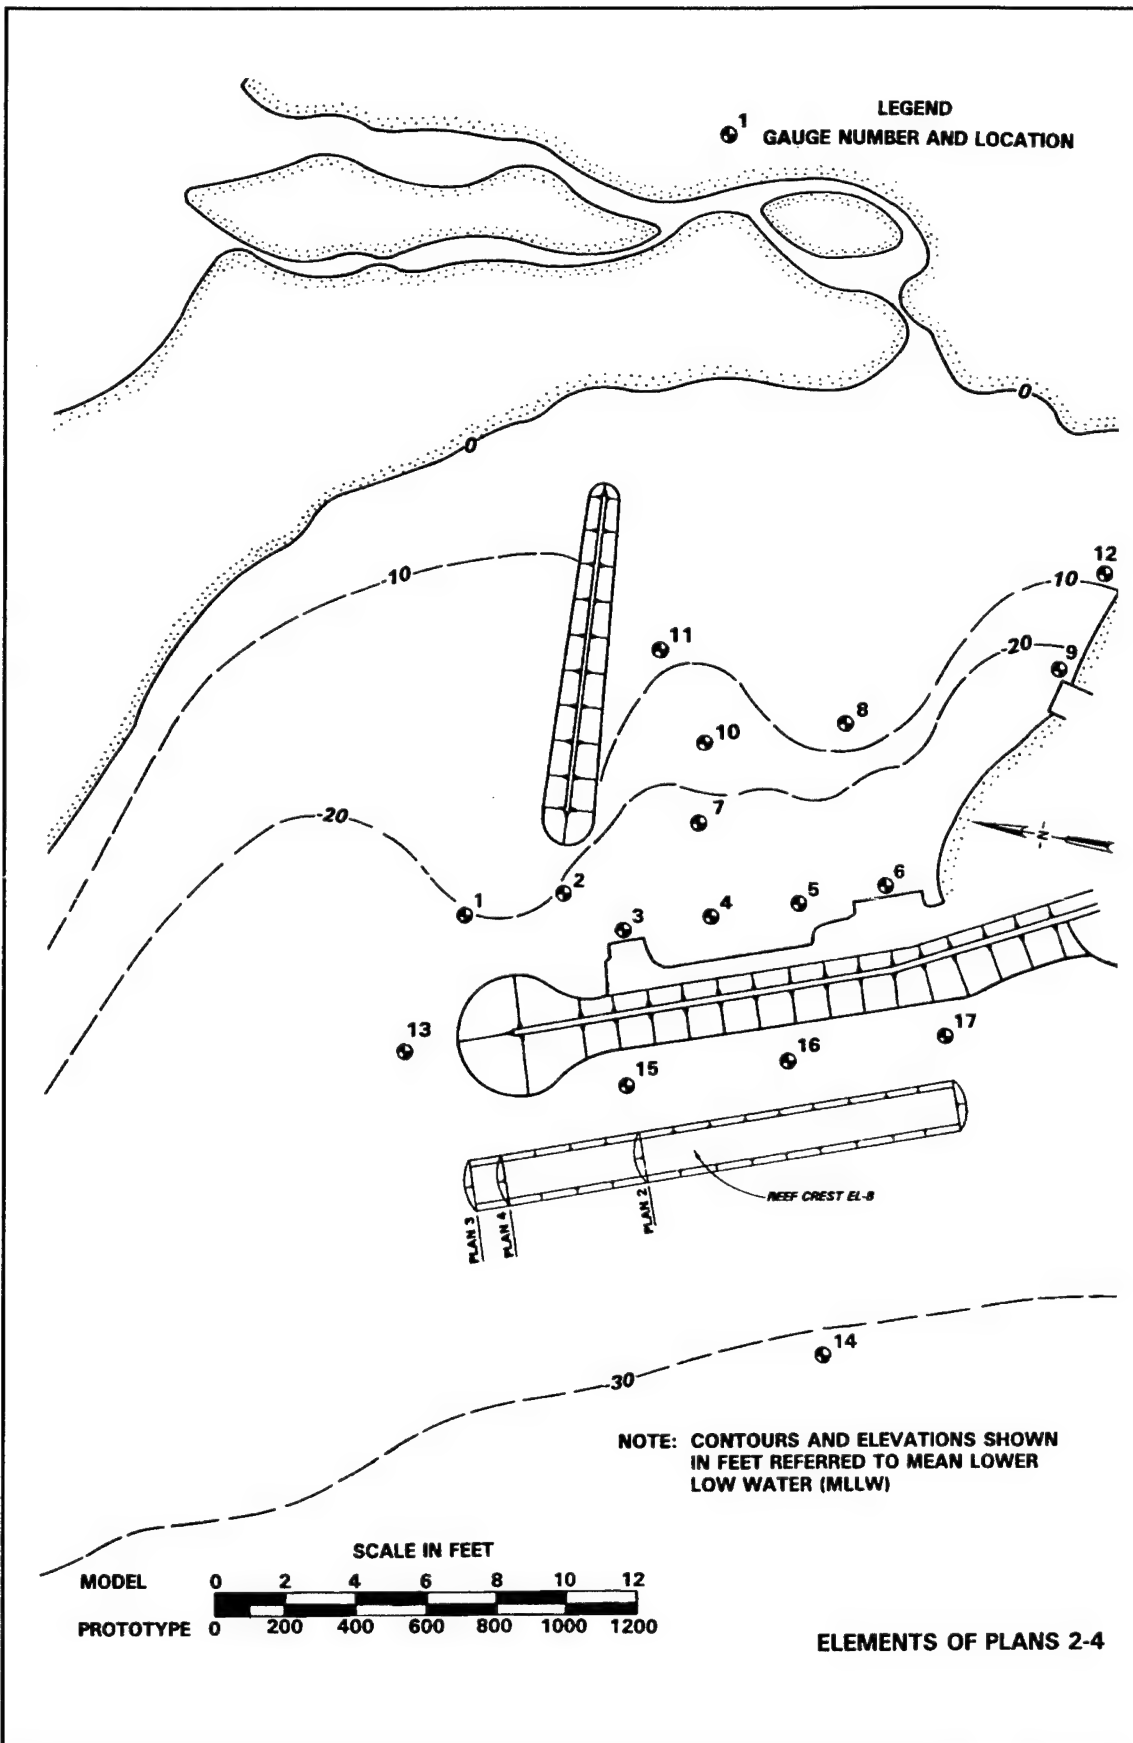 LEGEND
1 GAUGE NUMBER AND LOCATION
0
0
-10
12
-10
11
-20
9
8
10
-20
7
N
6
2
5
1
4
3
13
17
16
15
REEF CREST EL-8
PLAN 3
PLAN 4
PLAN 2
14
-30
NOTE: CONTOURS AND ELEVATIONS SHOWN
IN FEET REFERRED TO MEAN LOWER
LOW WATER (MLLW)
SCALE IN FEET
MODEL 0 2 4 6 8 10 12
PROTOTYPE 0 200 400 600 800 1000 1200
ELEMENTS OF PLANS 2-4